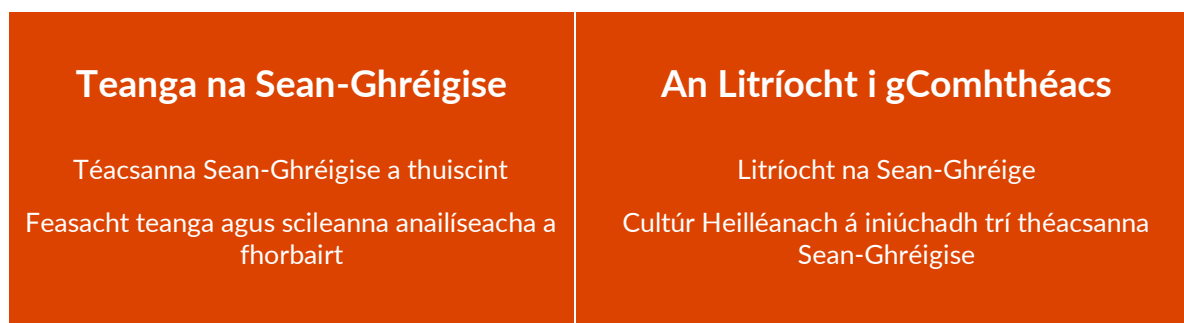 Teanga na Sean-Ghréigise
Téacsanna Sean-Ghréigise a thuiscint
Feasacht teanga agus scileanna anailíseacha a
fhorbairt
An Litríocht i gComhthéacs
Litríocht na Sean-Ghréige
Cultúr Heilléanach á iniúchadh trí théacsanna
Sean-Ghréigise